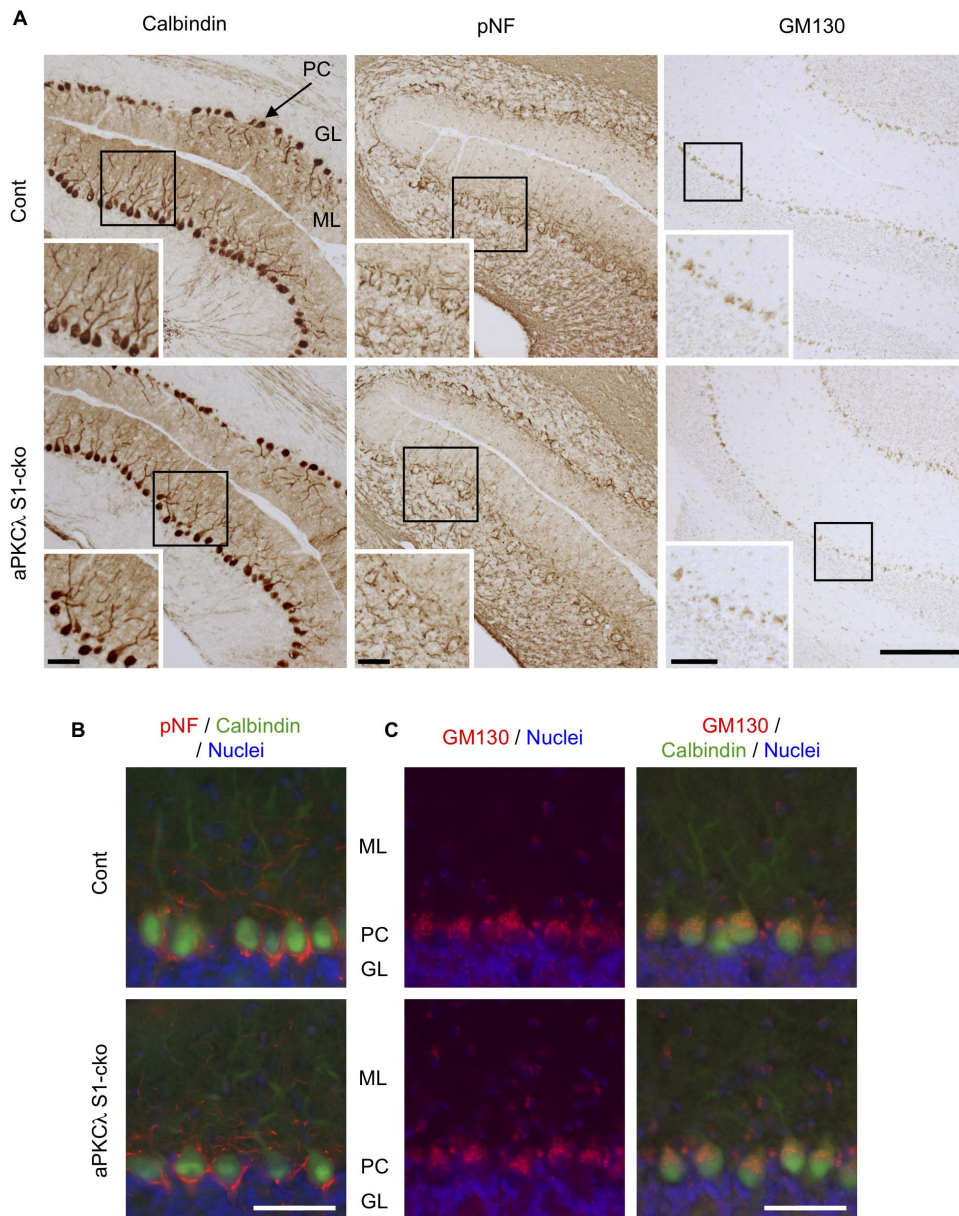 A
Calbindin
pNF
GM130
PC
GL
ML
Cont
aPKCλ S1-cko
B
pNF / Calbindin
/ Nuclei
C
GM130 / Nuclei
GM130 /
Calbindin / Nuclei
Cont
ML
PC
GL
aPKCλ S1-cko
ML
PC
GL